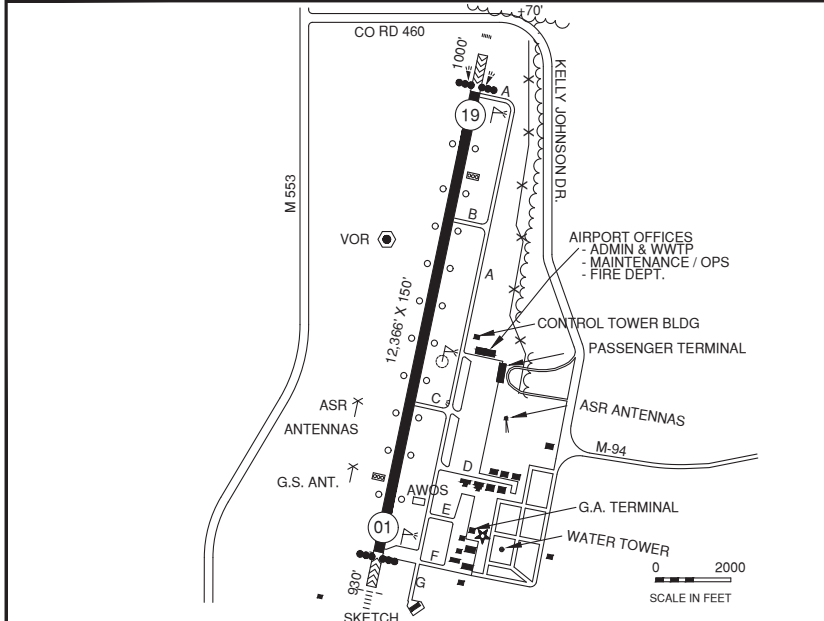 +70'
CO RD 460
1000'
A
19
KELLY JOHNSON DR.
M 553
B
VOR
AIRPORT OFFICES
- ADMIN & WWTP
- MAINTENANCE / OPS
- FIRE DEPT.
A
12,366' X 150'
CONTROL TOWER BLDG
PASSENGER TERMINAL
C
ASR
ANTENNAS
ASR ANTENNAS
M-94
D
G.S. ANT.
AWOS
E
G.A. TERMINAL
01
WATER TOWER
F
G
930'
0 2000
SCALE IN FEET
SKETCH